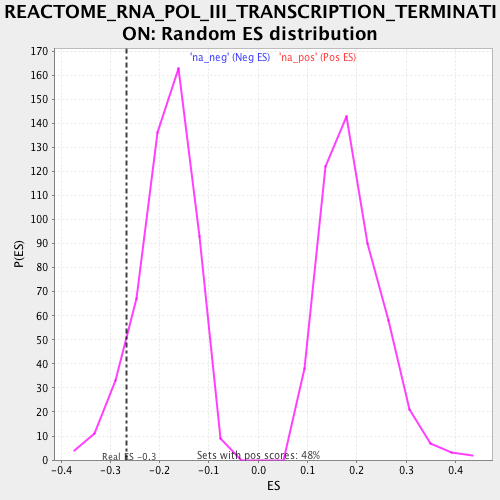 REACTOME_RNA_POL_III_TRANSCRIPTION_TERMINATI
ON: Random ES distribution
'na_neg' (Neg ES) 'na_pos' (Pos ES)
170
160
150
140
130
120
110
100
90
80
70
60
50
40
30
20
10
0
P(ES)
Real ES -0.3
Sets with pos scores: 48%
-0.4 -0.3 -0.2 -0.1 0.0 0.1 0.2 0.3 0.4
ES